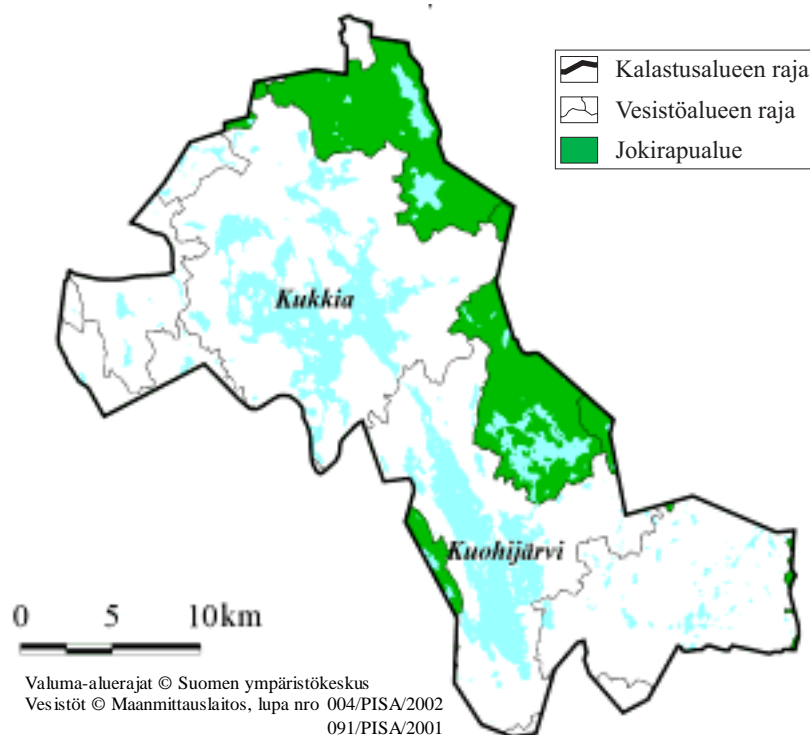 Kalastusalueen raja
Vesistöalueen raja
Jokirapualue
Kukkia
Kuohijärvi
0 5 10km
Valuma-aluerajat © Suomen ympäristökeskus
Vesistöt © Maanmittauslaitos, lupa nro 004/PISA/2002
091/PISA/2001